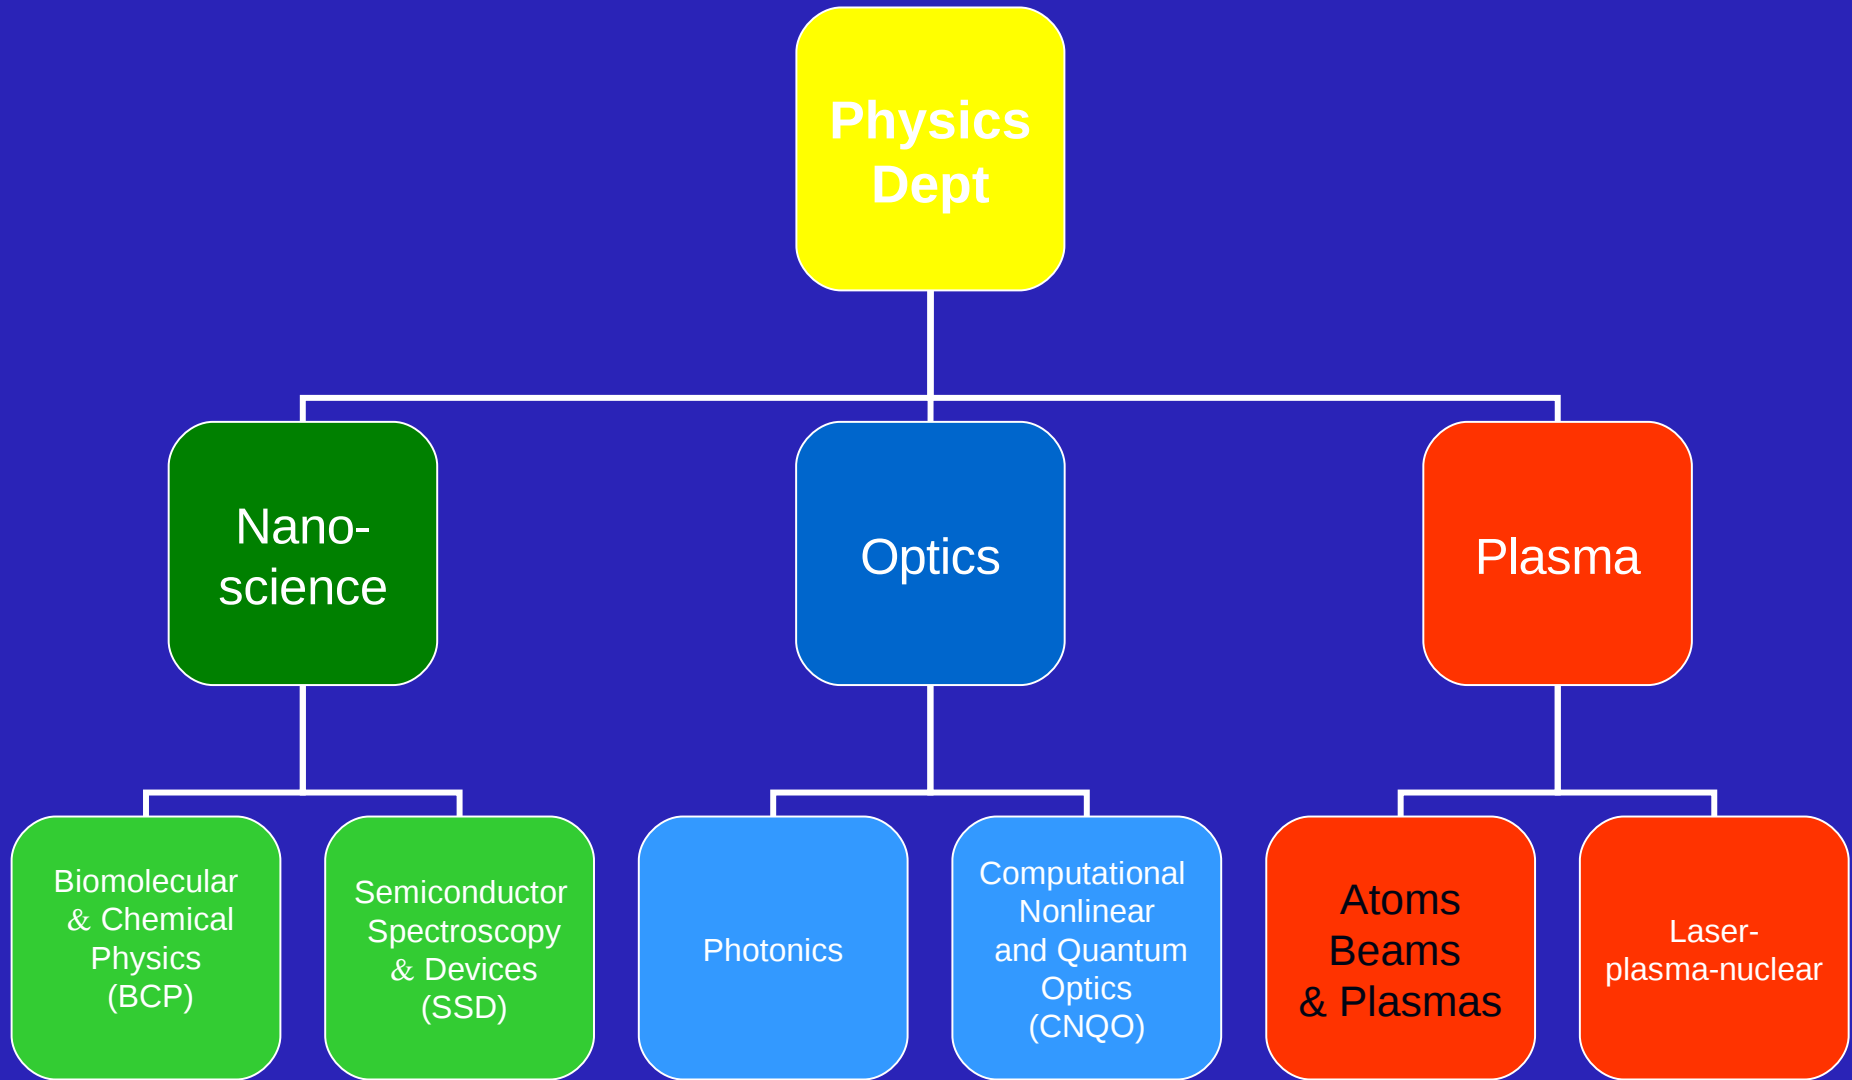 Physics
Dept
Nano-
science
Optics
Plasma
Biomolecular
& Chemical
Physics
(BCP)
Semiconductor
Spectroscopy
& Devices
(SSD)
Photonics
Computational
Nonlinear
and Quantum
Optics
(CNQO)
Atoms
Beams
& Plasmas
Laser-
plasma-nuclear